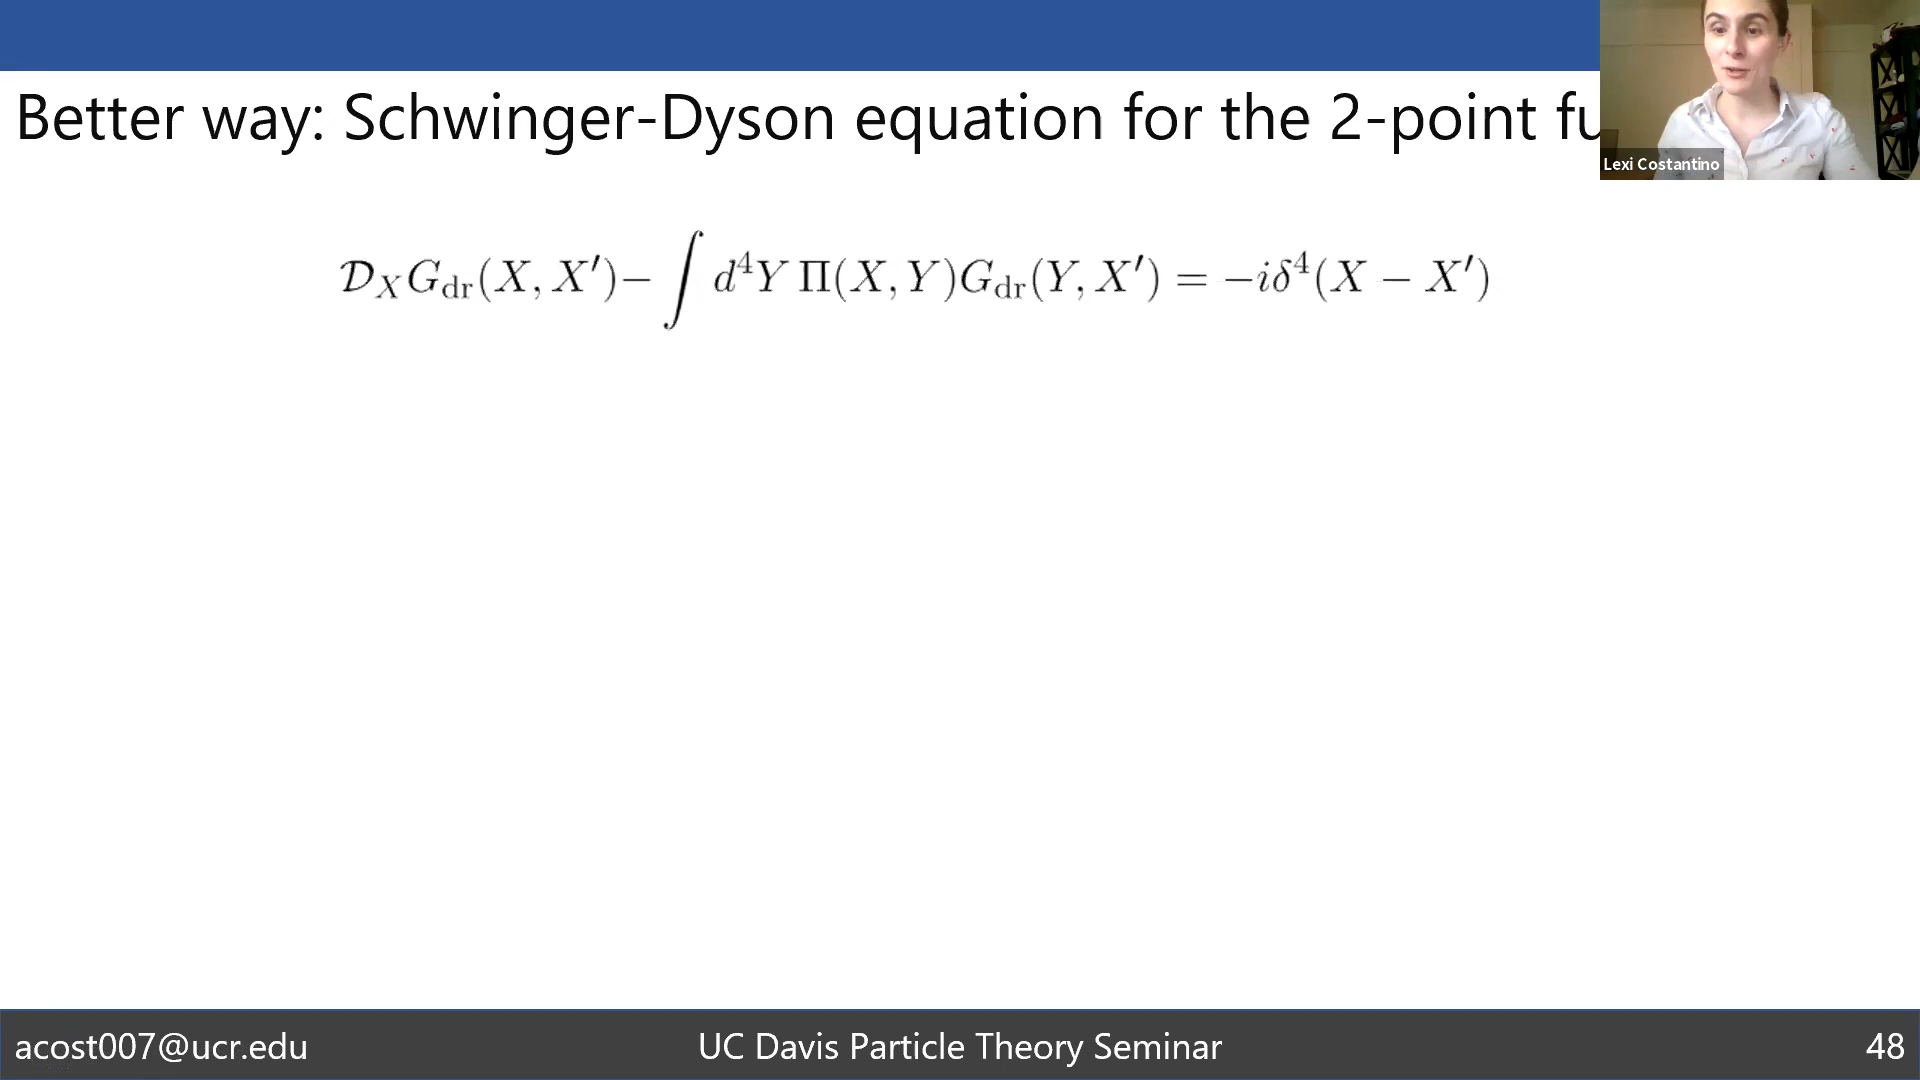 Better way: Schwinger-Dyson equation for the 2-point fu
Lexi Costantino
𝒟_X G_dr(X, X′) − ∫ d⁴Y Π(X, Y)G_dr(Y, X′) = −iδ⁴(X − X′)
acost007@ucr.edu
UC Davis Particle Theory Seminar
48